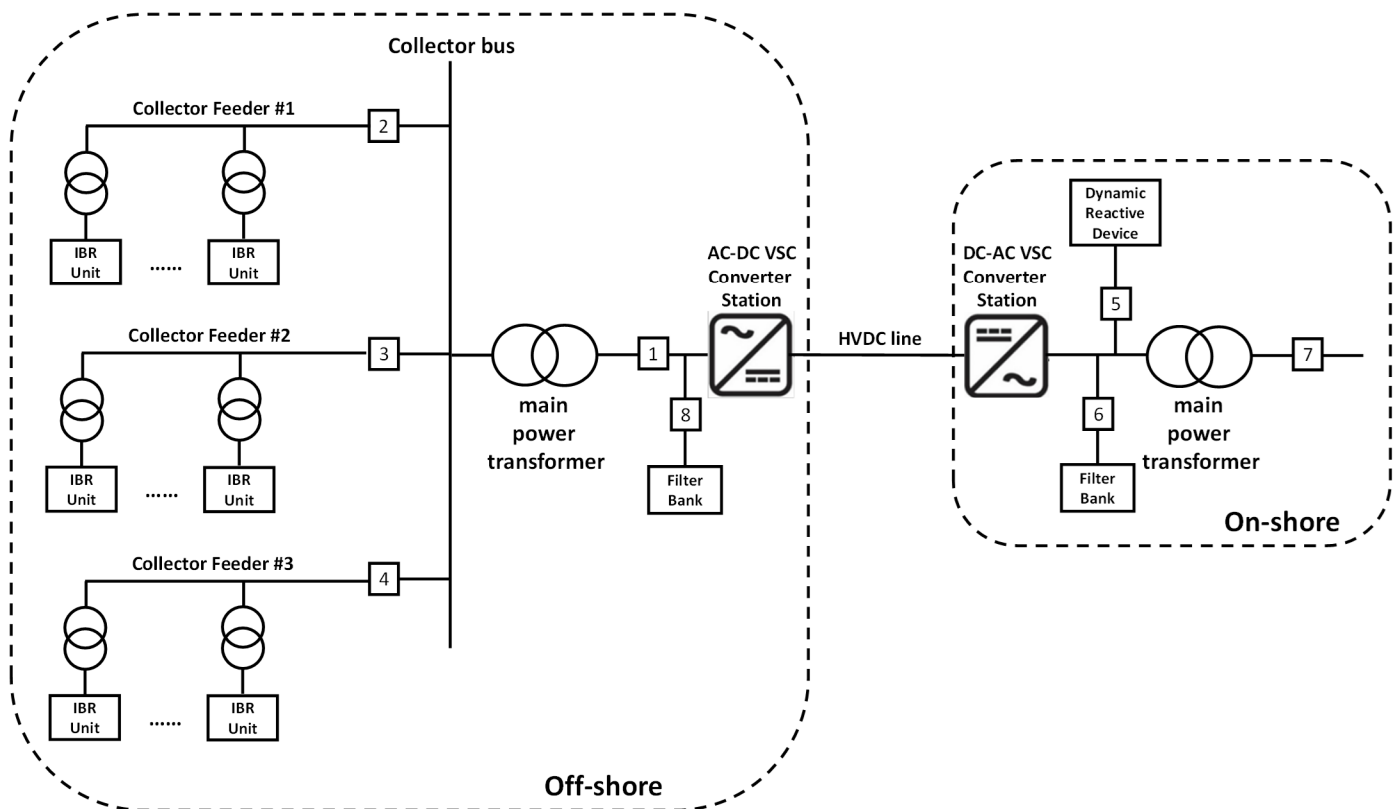 Collector bus
Collector Feeder #1
2
IBR
Unit
......
IBR
Unit
Collector Feeder #2
3
IBR
Unit
......
IBR
Unit
Collector Feeder #3
4
IBR
Unit
......
IBR
Unit
main
power
transformer
1
8
Filter
Bank
AC-DC VSC
Converter
Station
Off-shore
HVDC line
DC-AC VSC
Converter
Station
Dynamic
Reactive
Device
5
6
Filter
Bank
main
power
transformer
7
On-shore